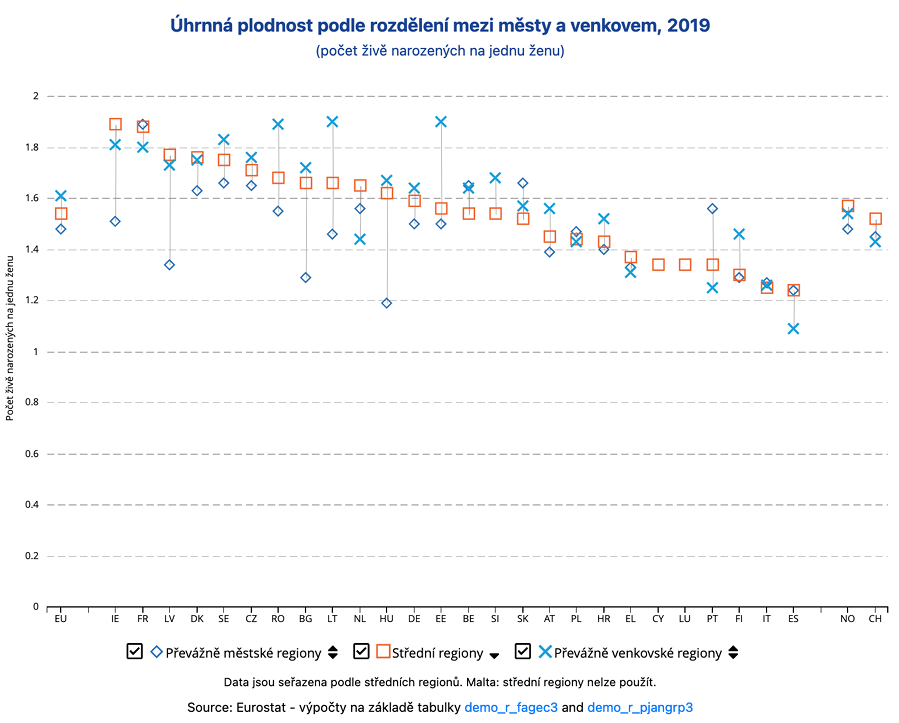 Úhrnná plodnost podle rozdělení mezi městy a venkovem, 2019
(počet živě narozených na jednu ženu)
Počet živě narozených na jednu ženu
2
1.8
1.6
1.4
1.2
1
0.8
0.6
0.4
0.2
0
EU IE FR LV DK SE CZ RO BG LT NL HU DE EE BE SI SK AT PL HR EL CY LU PT FI IT ES NO CH
Převážně městské regiony Střední regiony Převážně venkovské regiony
Data jsou seřazena podle středních regionů. Malta: střední regiony nelze použít.
Source: Eurostat - výpočty na základě tabulky demo_r_fagec3 and demo_r_pjangrp3